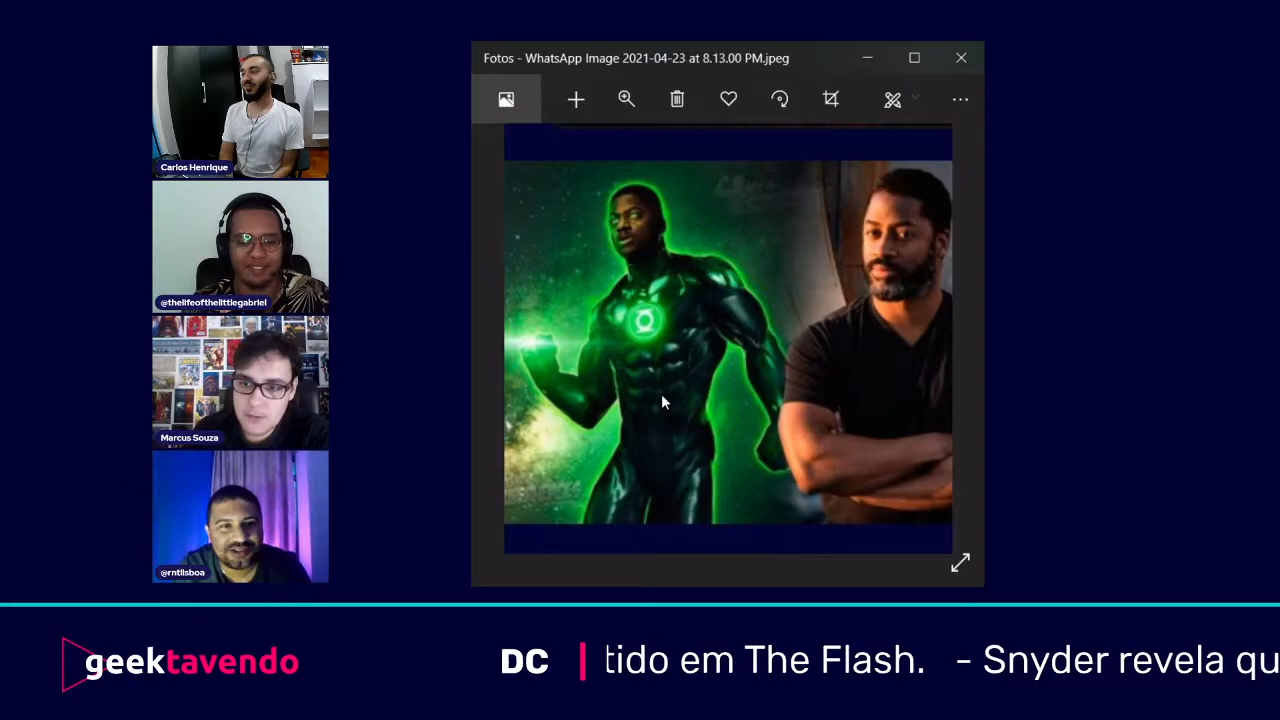 Fotos - WhatsApp Image 2021-04-23 at 8.13.00 PM.jpeg
Carlos Henrique
@thelifeofthelittlegabriel
Marcus Souza
@rntlisboa
geektavendo
DC | tido em The Flash. - Snyder revela qu